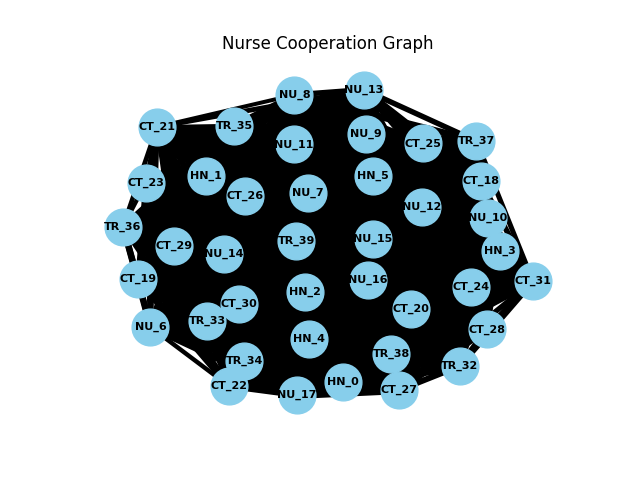 Nurse Cooperation Graph
NU_8
NU_13
CT_21
TR_35
NU_11
NU_9
CT_25
TR_37
CT_23
HN_1
CT_26
NU_7
HN_5
NU_12
CT_18
NU_10
TR_36
CT_29
NU_14
TR_39
NU_15
HN_3
CT_19
CT_30
HN_2
NU_16
CT_20
CT_24
CT_31
NU_6
TR_33
HN_4
CT_28
TR_34
TR_38
TR_32
CT_22
NU_17
HN_0
CT_27